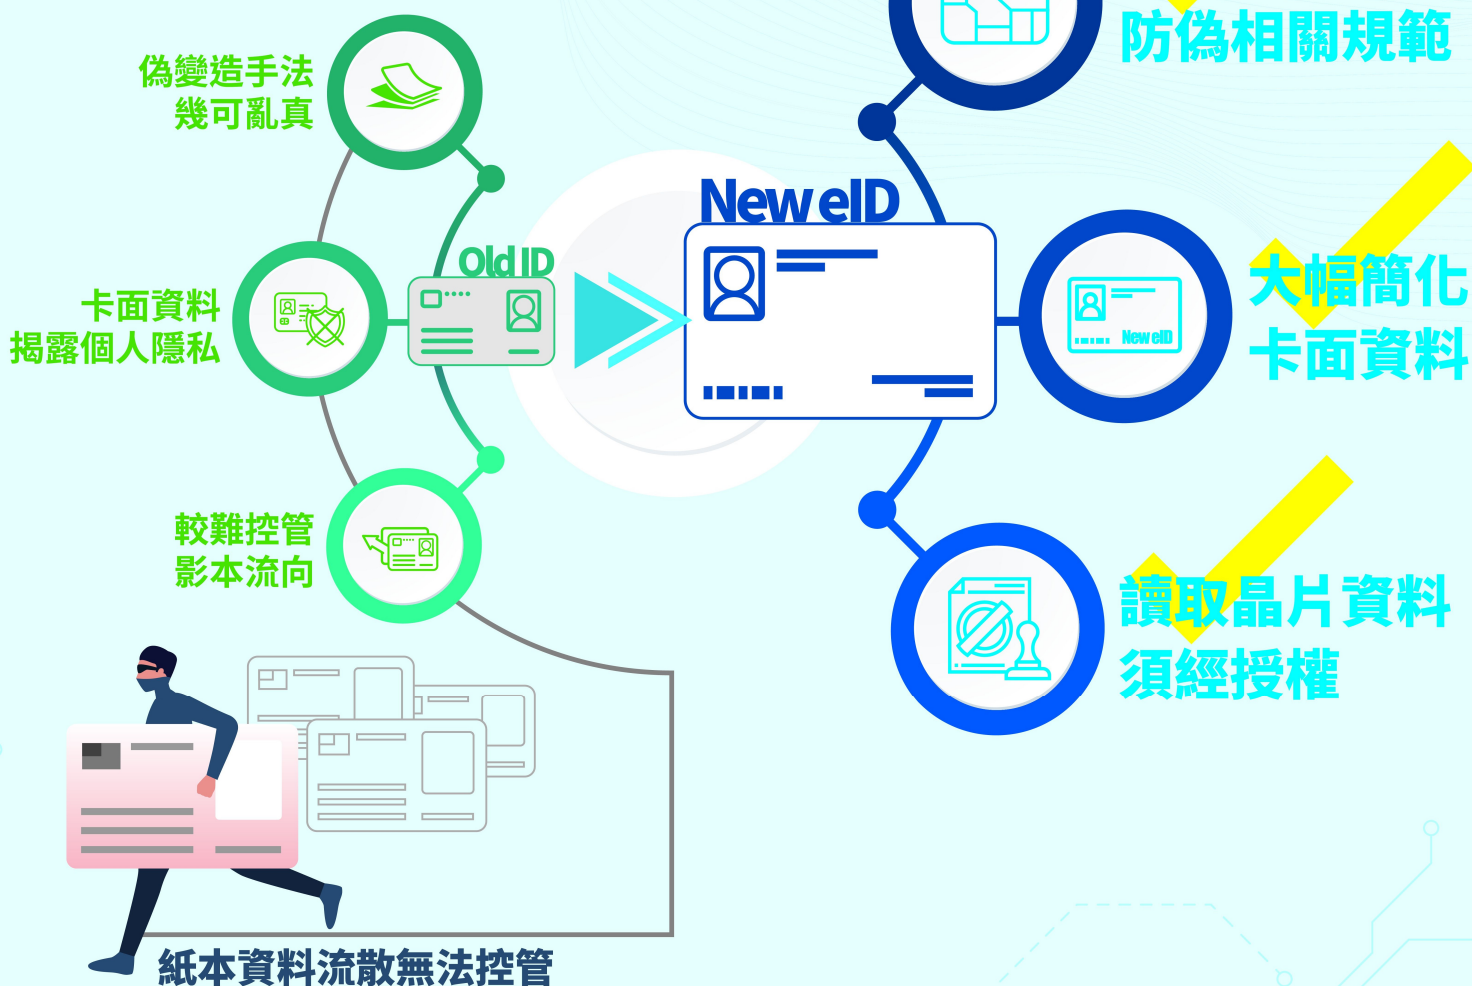 防偽相關規範
偽變造手法
幾可亂真
New eID
Old ID
卡面資料
揭露個人隱私
大幅簡化
卡面資料
New eID
較難控管
影本流向
讀取晶片資料
須經授權
紙本資料流散無法控管